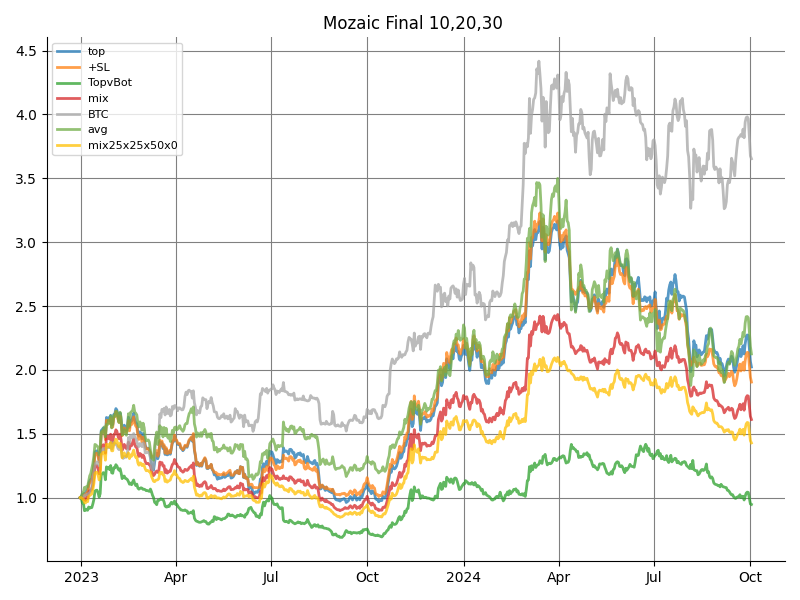 Mozaic Final 10,20,30
top
+SL
TopvBot
mix
BTC
avg
mix25x25x50x0
4.5
4.0
3.5
3.0
2.5
2.0
1.5
1.0
2023 Apr Jul Oct 2024 Apr Jul Oct